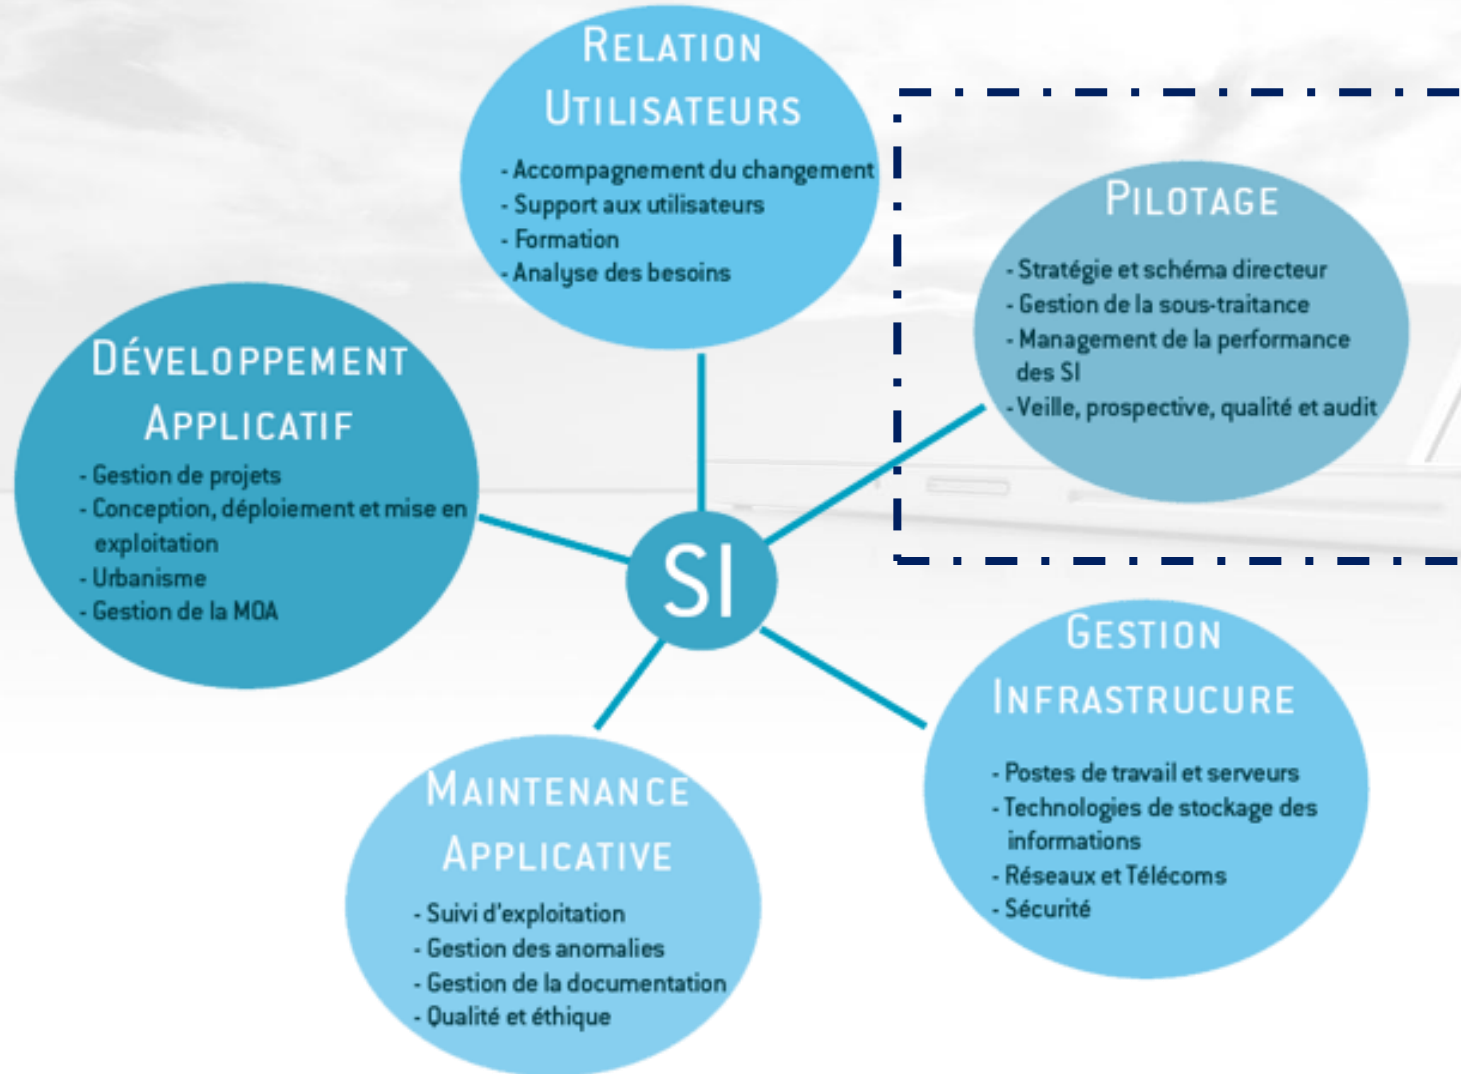 RELATION
UTILISATEURS
- Accompagnement du changement
- Support aux utilisateurs
- Formation
- Analyse des besoins
PILOTAGE
- Stratégie et schéma directeur
- Gestion de la sous-traitance
- Management de la performance
des SI
- Veille, prospective, qualité et audit
DÉVELOPPEMENT
APPLICATIF
- Gestion de projets
- Conception, déploiement et mise en
exploitation
- Urbanisme
- Gestion de la MOA
SI
GESTION
INFRASTRUCURE
- Postes de travail et serveurs
- Technologies de stockage des
informations
- Réseaux et Télécoms
- Sécurité
MAINTENANCE
APPLICATIVE
- Suivi d'exploitation
- Gestion des anomalies
- Gestion de la documentation
- Qualité et éthique